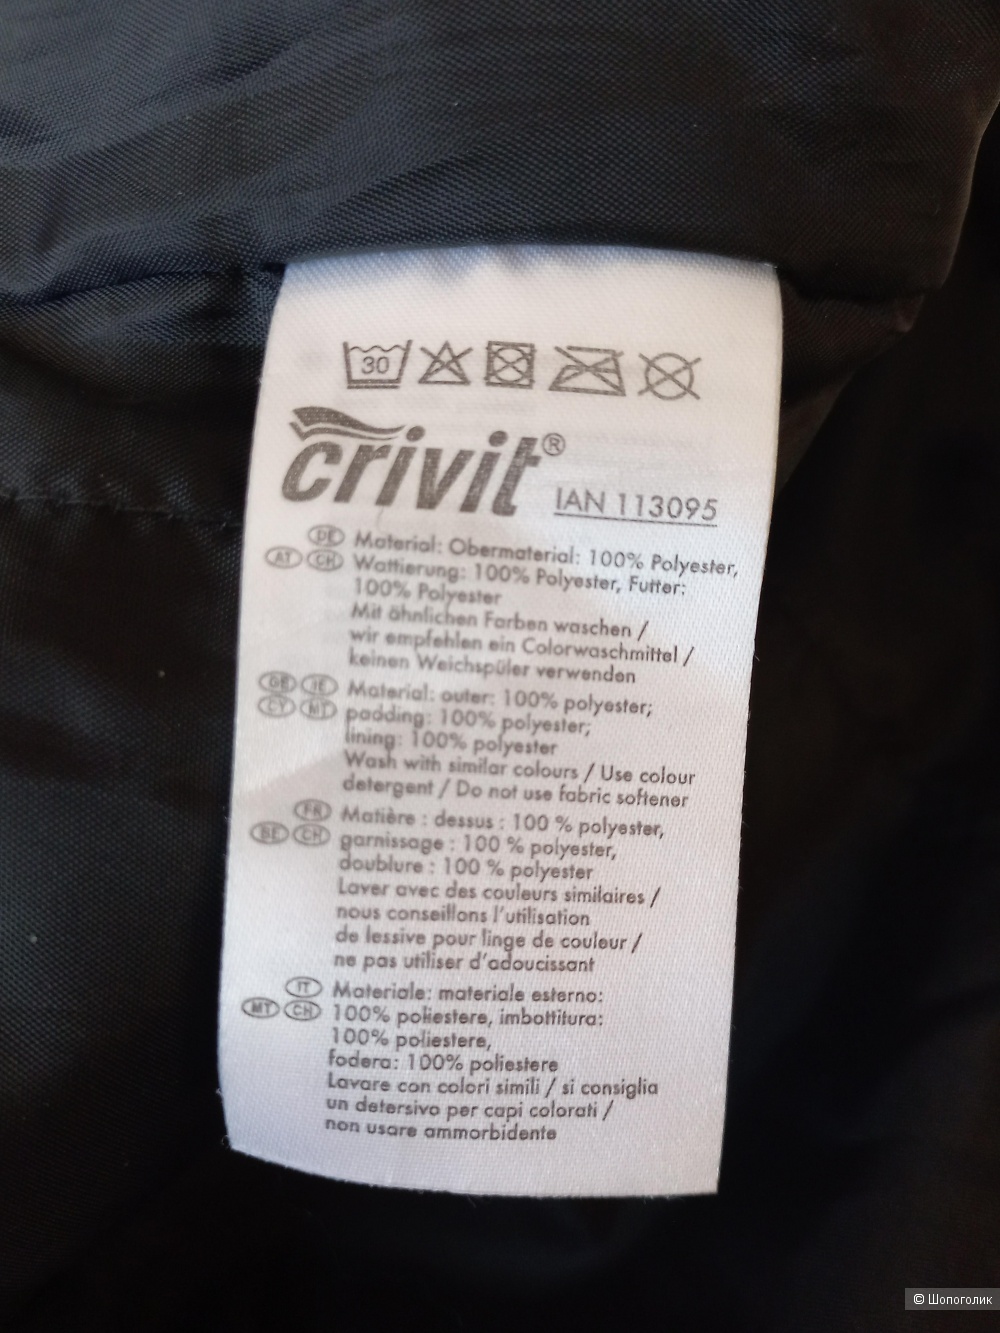 30
crivit®
IAN 113095
DE Material: Obermaterial: 100% Polyester,
AT CH Wattierung: 100% Polyester, Futter:
100% Polyester
Mit ähnlichen Farben waschen /
wir empfehlen ein Colorwaschmittel /
keinen Weichspüler verwenden
GB IE Material: outer: 100% polyester;
CY MT padding: 100% polyester;
lining: 100% polyester
Wash with similar colours / Use colour
detergent / Do not use fabric softener
FR Matière : dessus : 100 % polyester,
BE CH garnissage : 100 % polyester,
doublure : 100 % polyester
Laver avec des couleurs similaires /
nous conseillons l'utilisation
de lessive pour linge de couleur /
ne pas utiliser d'adoucissant
IT Materiale: materiale esterno:
MT CH 100% poliestere, imbottitura:
100% poliestere,
fodera: 100% poliestere
Lavare con colori simili / si consiglia
un detersivo per capi colorati /
non usare ammorbidente
© Шопоголик